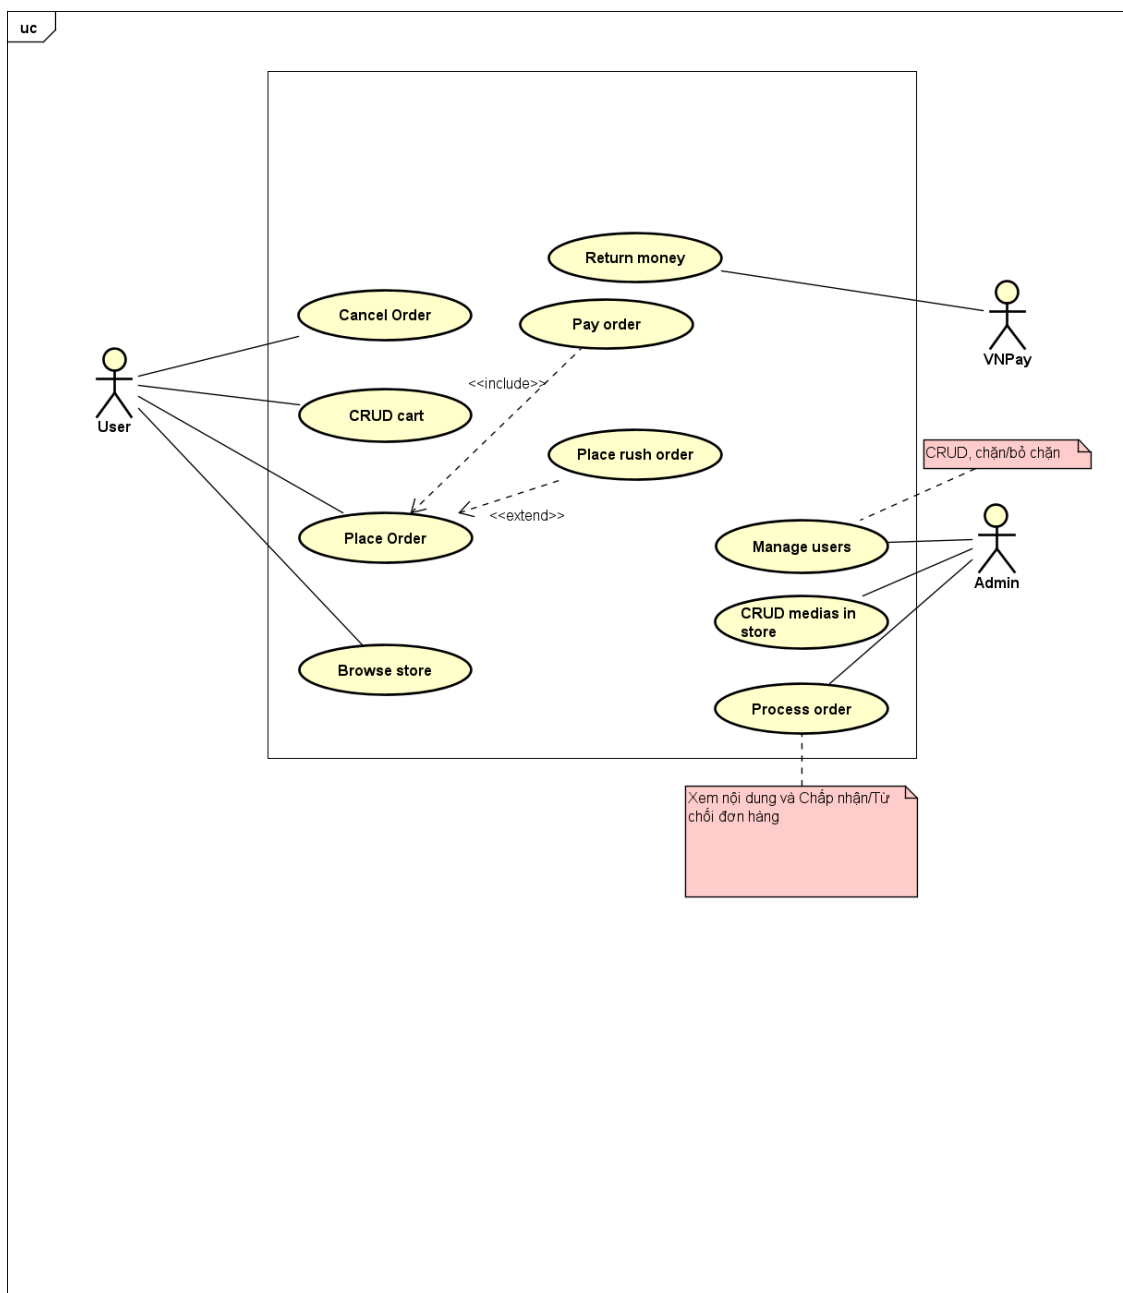 uc
Return money
Cancel Order
Pay order
VNPay
<<include>>
CRUD cart
User
Place rush order
CRUD, chặn/bỏ chặn
<<extend>>
Place Order
Manage users
Admin
CRUD medias in
store
Browse store
Process order
Xem nội dung và Chấp nhận/Từ
chối đơn hàng